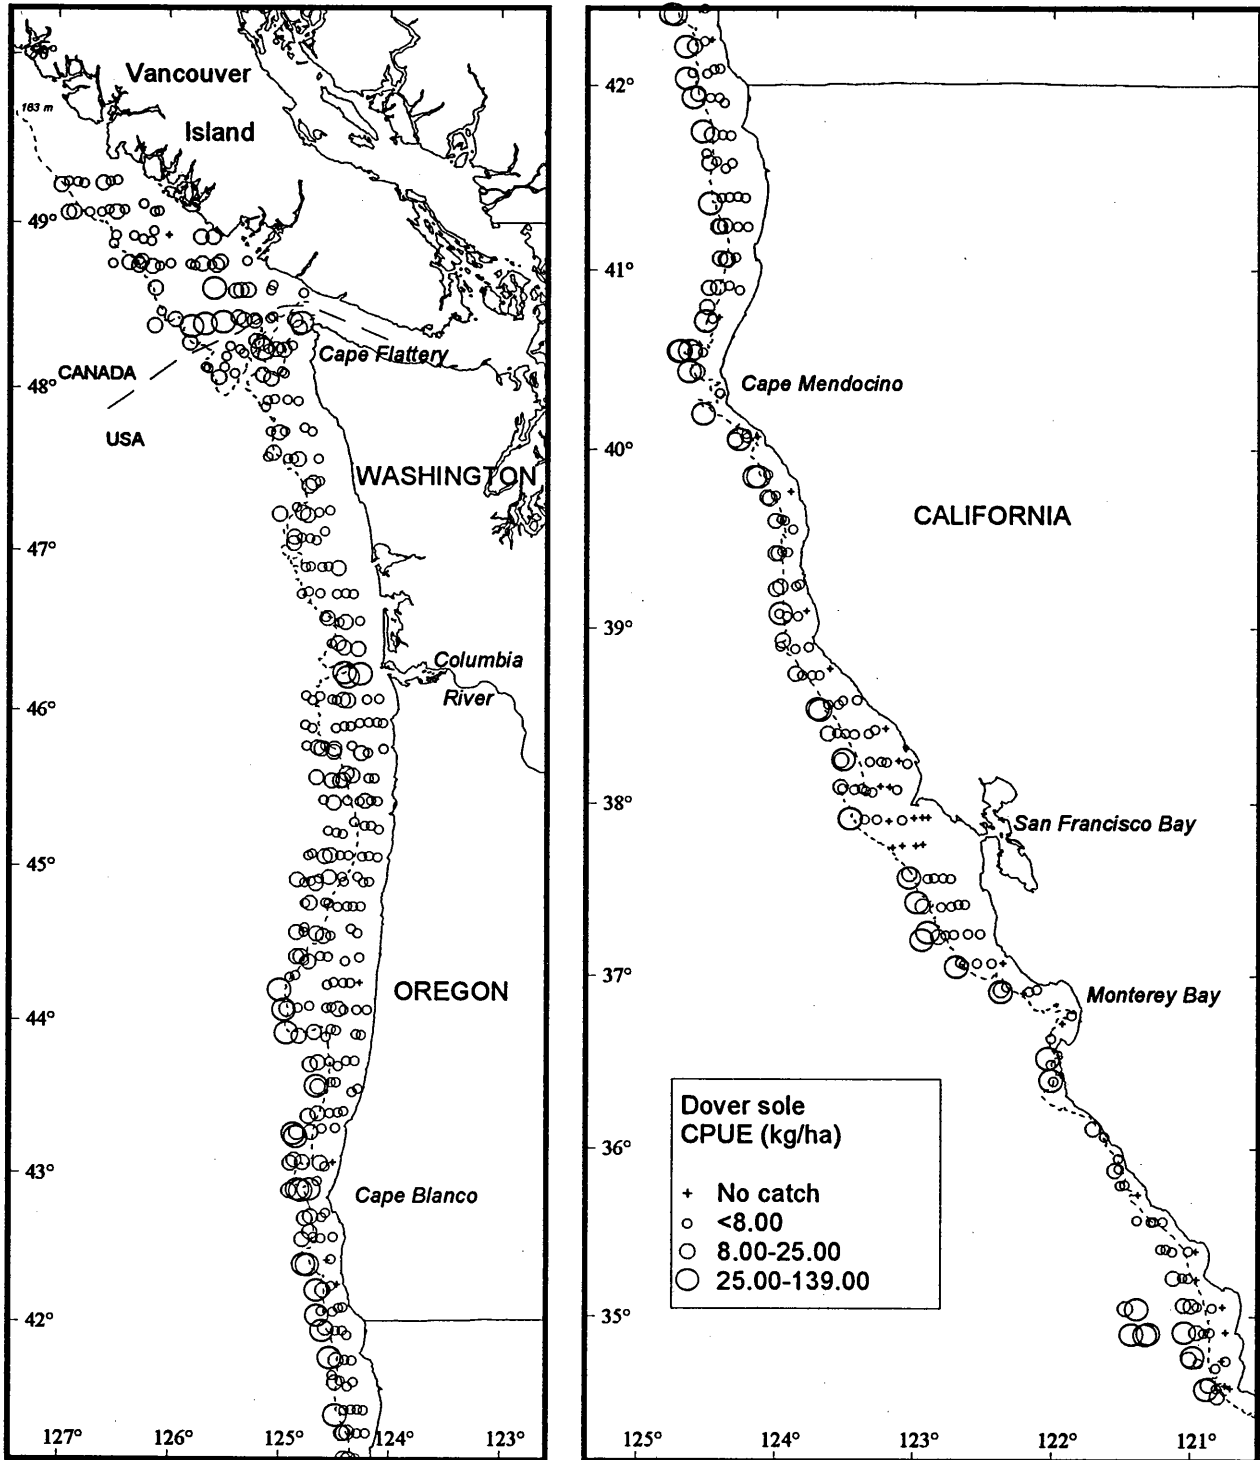 Vancouver
Island
163 m
49°
CANADA
USA
Cape Flattery
48°
WASHINGTON
47°
Columbia
River
46°
45°
OREGON
44°
43°
Cape Blanco
42°
127°
126°
125°
124°
123°
42°
41°
Cape Mendocino
40°
CALIFORNIA
39°
38°
San Francisco Bay
37°
Monterey Bay
36°
35°
Dover sole
CPUE (kg/ha)
+ No catch
<8.00
8.00-25.00
25.00-139.00
125°
124°
123°
122°
121°